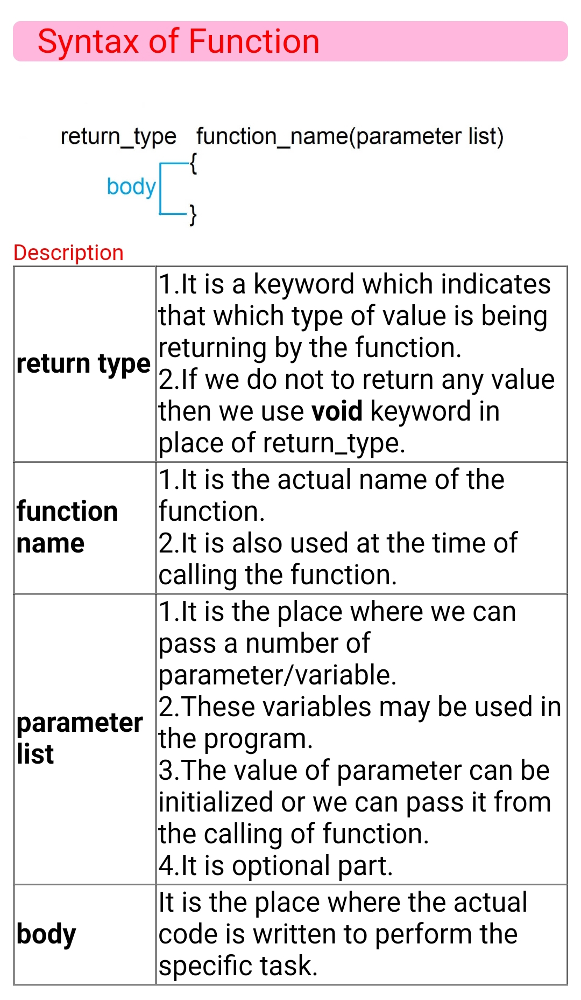 Syntax of Function
return_type function_name(parameter list)
{
body
}
Description
return type
1.It is a keyword which indicates
that which type of value is being
returning by the function.
2.If we do not to return any value
then we use void keyword in
place of return_type.
function
name
1.It is the actual name of the
function.
2.It is also used at the time of
calling the function.
parameter
list
1.It is the place where we can
pass a number of
parameter/variable.
2.These variables may be used in
the program.
3.The value of parameter can be
initialized or we can pass it from
the calling of function.
4.It is optional part.
body
It is the place where the actual
code is written to perform the
specific task.